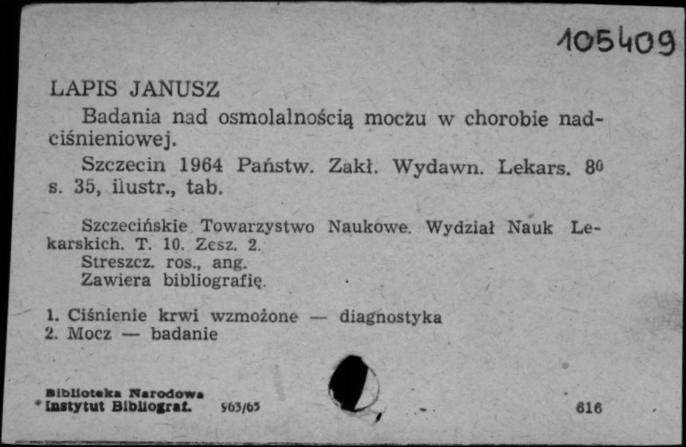 105409
LAPIS JANUSZ
Badania nad osmolalnością moczu w chorobie nad-
ciśnieniowej.
Szczecin 1964 Państw. Zakł. Wydawn. Lekars. 8⁰
s. 35, ilustr., tab.
Szczecińskie Towarzystwo Naukowe. Wydział Nauk Le-
karskich. T. 10. Zesz. 2.
Streszcz. ros., ang.
Zawiera bibliografię.
1. Ciśnienie krwi wzmożone — diagnostyka
2. Mocz — badanie
Biblioteka Narodowa
Instytut Bibliograf. 963/65 616